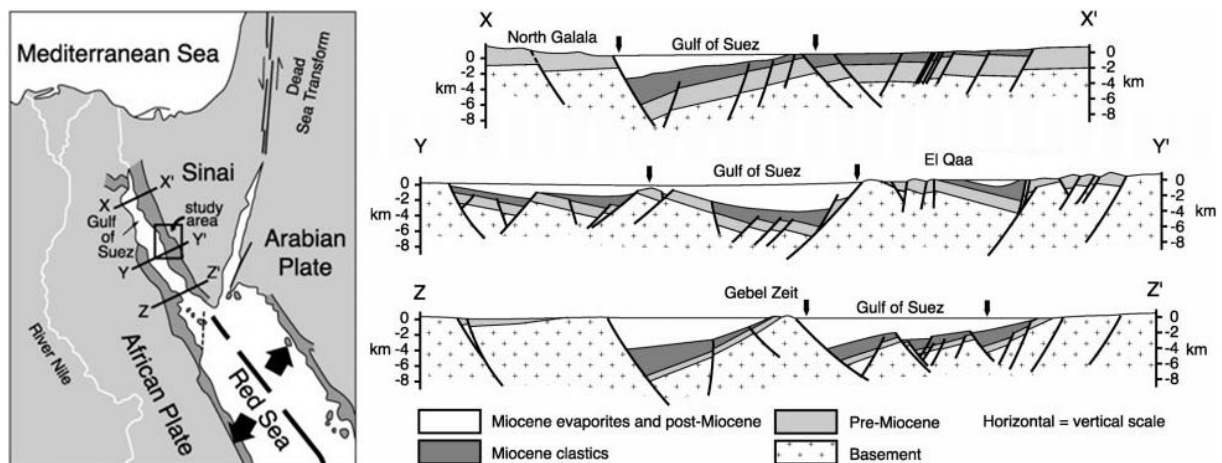 Mediterranean Sea
Dead
Sea Transform
Sinai
X'
X
Gulf
of
Suez
study
area
Y'
Y
Z'
Z
Arabian
Plate
River Nile
African Plate
Red Sea
X
X'
North Galala
Gulf of Suez
0
-2
km
-4
-6
-8
0
-2
-4
km
-6
-8
Y
Y'
Gulf of Suez
El Qaa
0
-2
km
-4
-6
-8
0
-2
km
-4
-6
-8
Z
Z'
Gebel Zeit
Gulf of Suez
0
-2
km
-4
-6
-8
0
-2
km
-4
-6
-8
Miocene evaporites and post-Miocene
Pre-Miocene
Horizontal = vertical scale
Miocene clastics
Basement